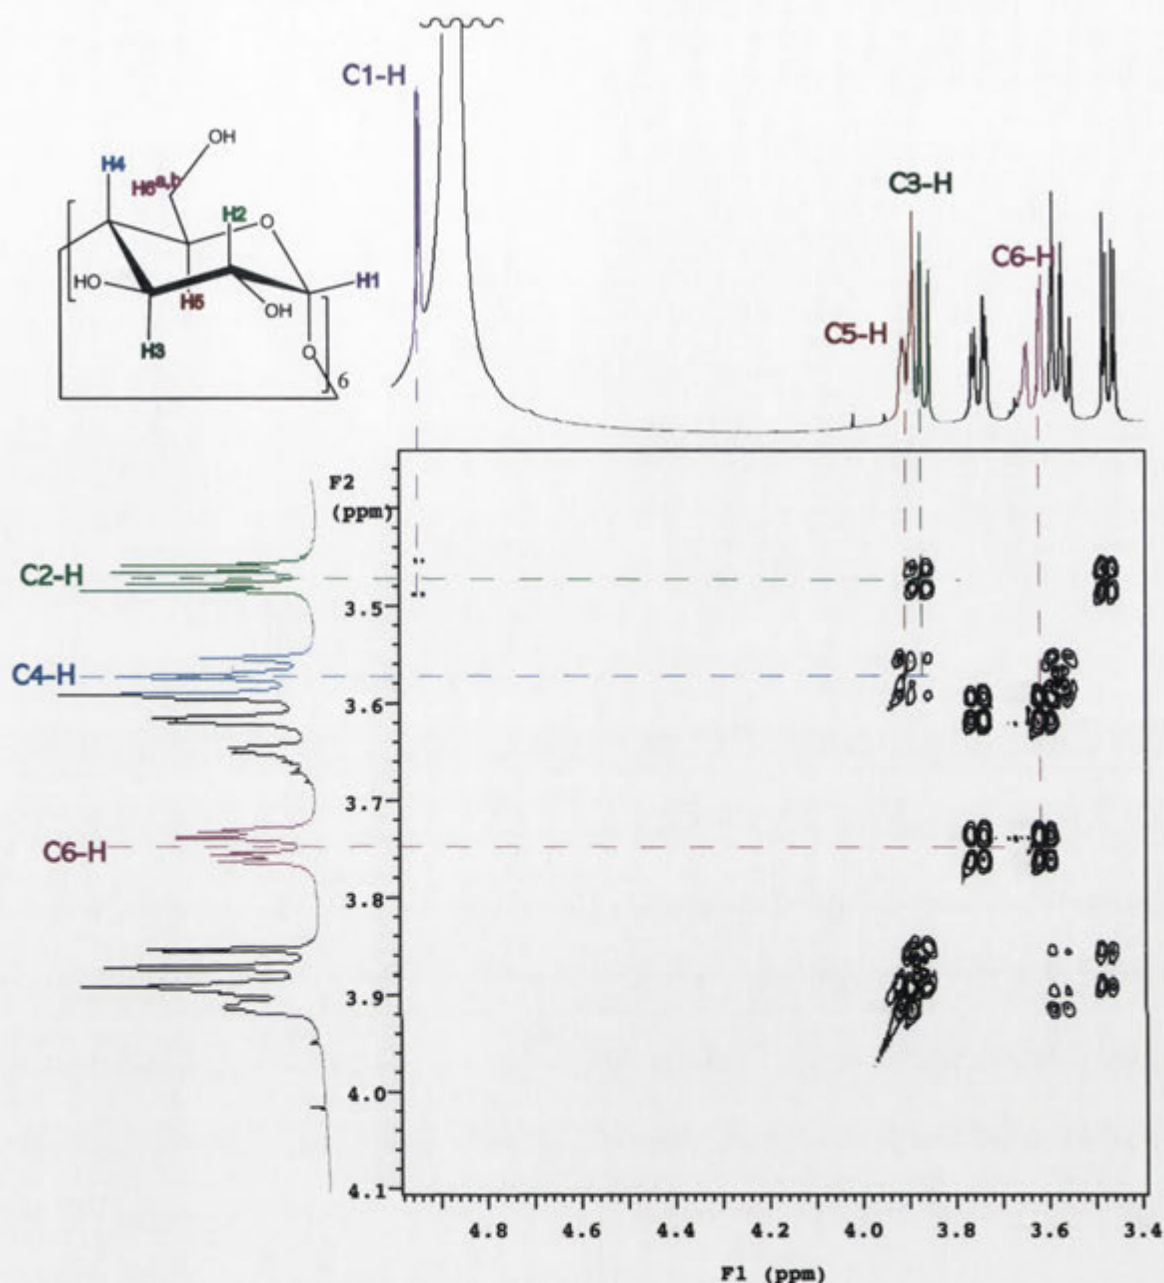 C1-H
OH
H4
H6a,b
H2
O
C3-H
C6-H
HO
H5
OH
H1
C5-H
H3
O
6
F2
(ppm)
C2-H
3.5
C4-H
3.6
3.7
C6-H
3.8
3.9
4.0
4.1
4.8 4.6 4.4 4.2 4.0 3.8 3.6 3.4
F1 (ppm)